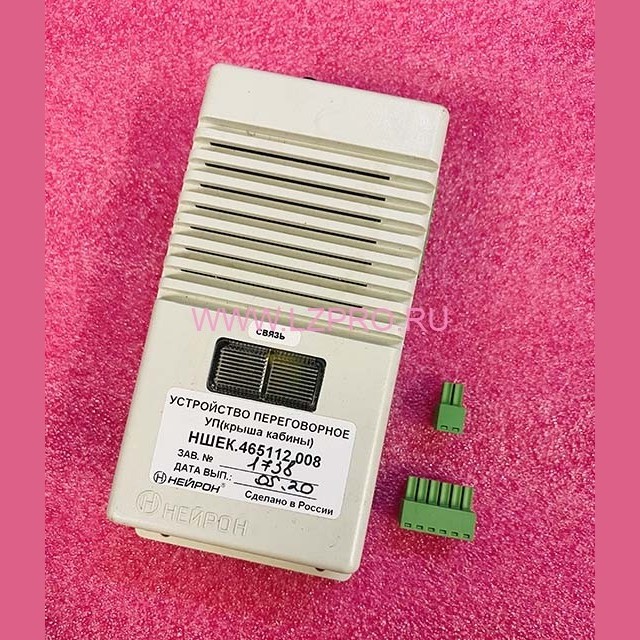 WWW.LZPRO.RU
СВЯЗЬ
УСТРОЙСТВО ПЕРЕГОВОРНОЕ
УП(крыша кабины)
НШЕК.465112.008
ЗАВ. № 1738
ДАТА ВЫП.: 05.20
НЕЙРОН® Сделано в России
НЕЙРОН